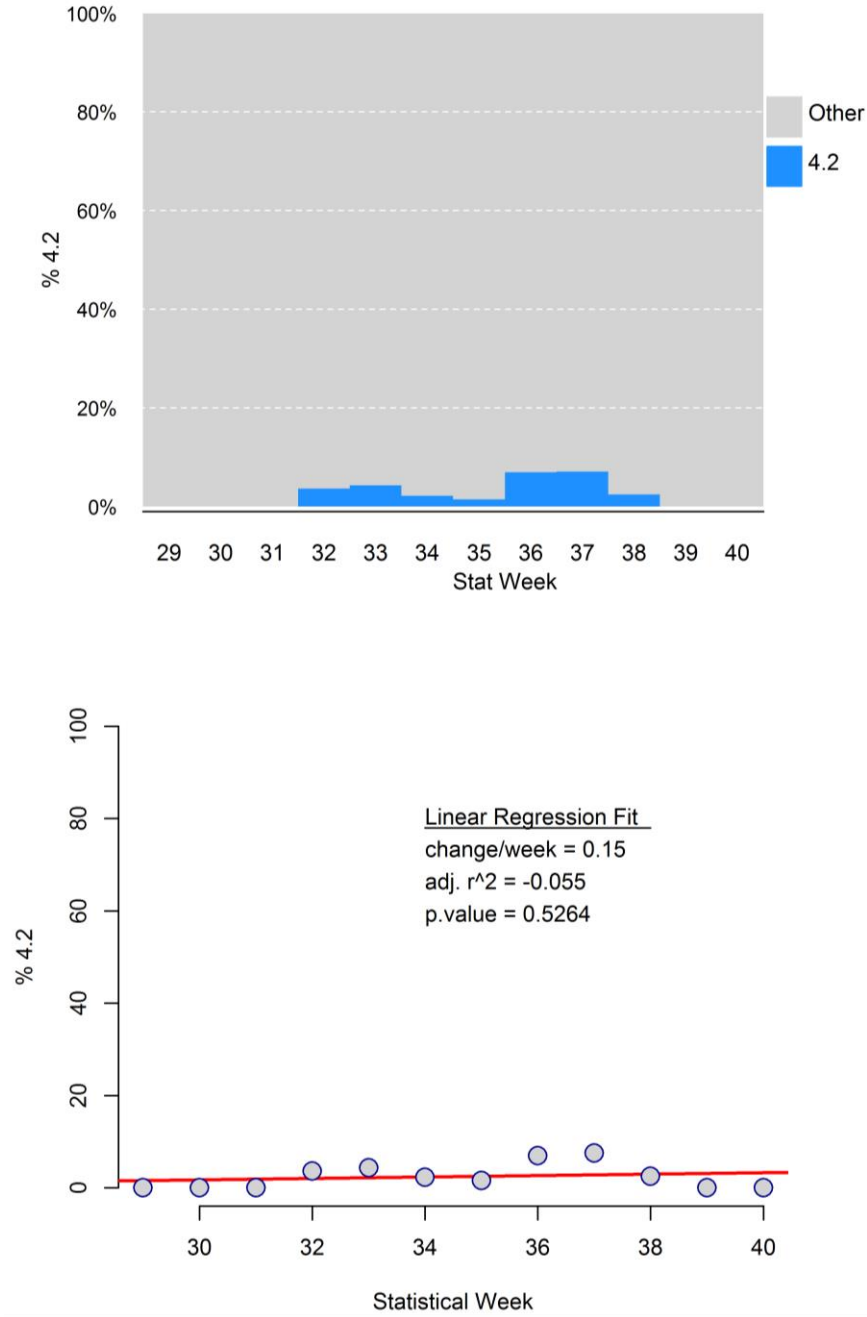 100%
80%
60%
40%
20%
0%
% 4.2
Other
4.2
29 30 31 32 33 34 35 36 37 38 39 40
Stat Week
100
80
60
40
20
0
% 4.2
Linear Regression Fit
change/week = 0.15
adj. r^2 = -0.055
p.value = 0.5264
30 32 34 36 38 40
Statistical Week